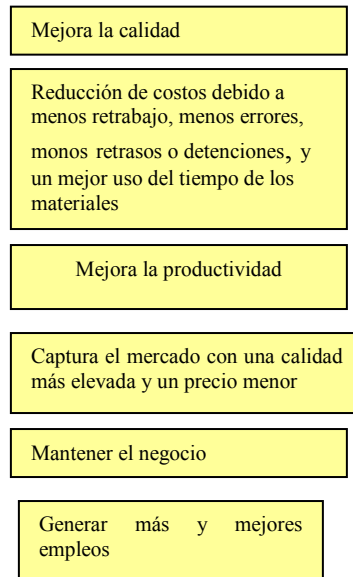 Mejora la calidad
Reducción de costos debido a
menos retrabajo, menos errores,
monos retrasos o detenciones, y
un mejor uso del tiempo de los
materiales
Mejora la productividad
Captura el mercado con una calidad
más elevada y un precio menor
Mantener el negocio
Generar más y mejores
empleos